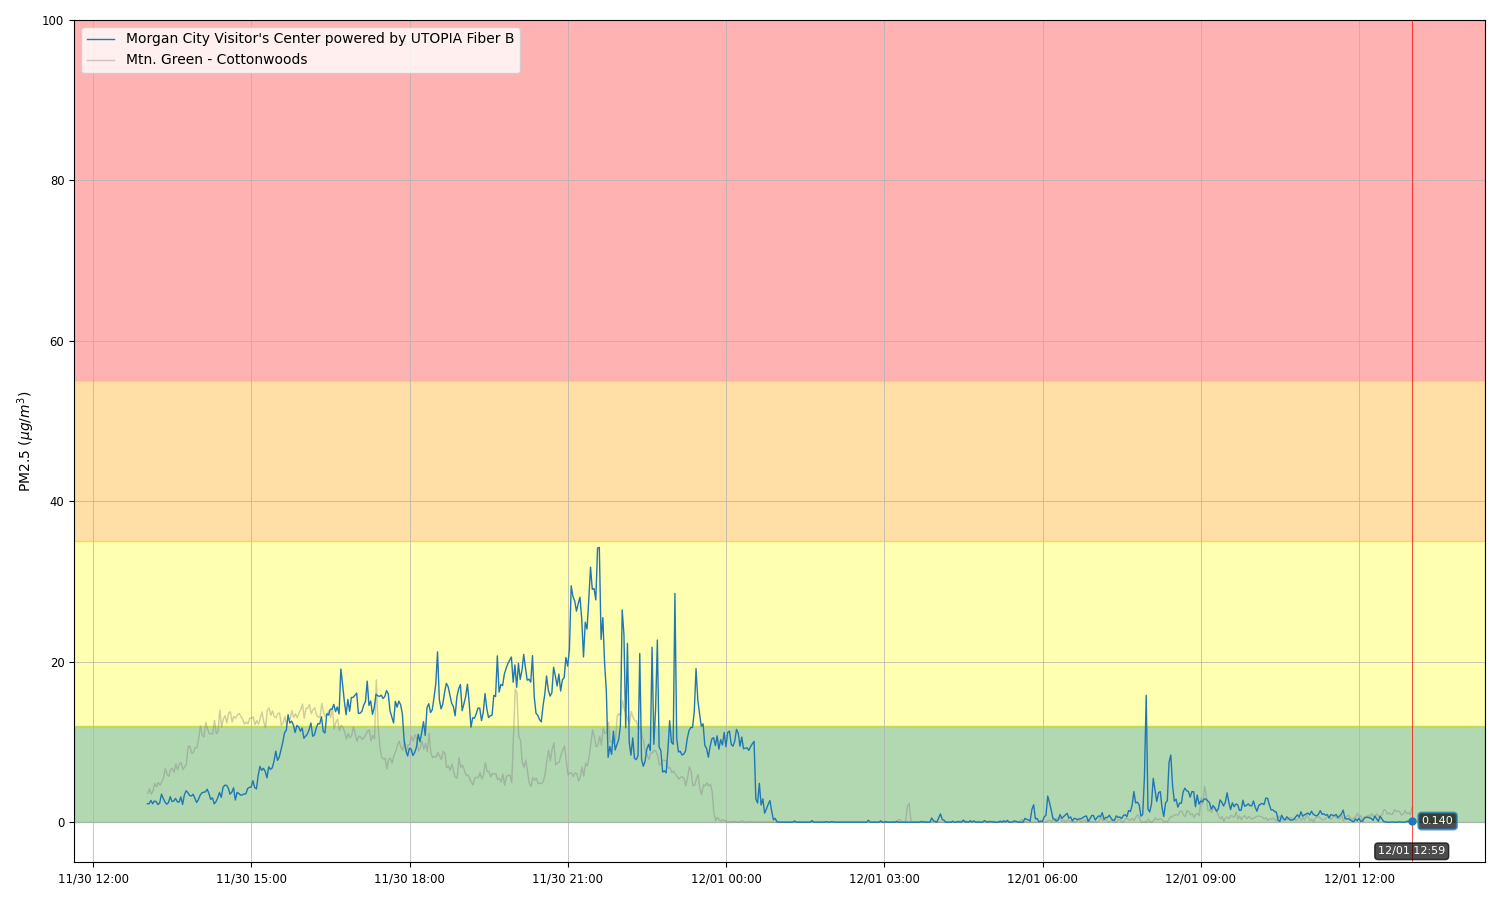 100
Morgan City Visitor's Center powered by UTOPIA Fiber B
Mtn. Green - Cottonwoods
80
60
PM2.5 (μg/m³)
40
20
0
0.140
12/01 12:59
11/30 12:00 11/30 15:00 11/30 18:00 11/30 21:00 12/01 00:00 12/01 03:00 12/01 06:00 12/01 09:00 12/01 12:00